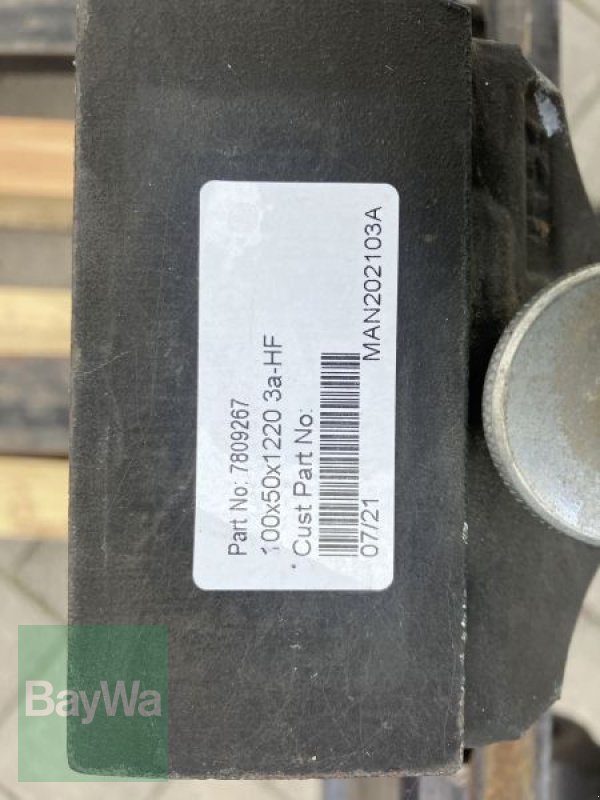 Part No: 7809267
100x50x1220 3a-HF
* Cust Part No:
07/21
MAN202103A
BayWa